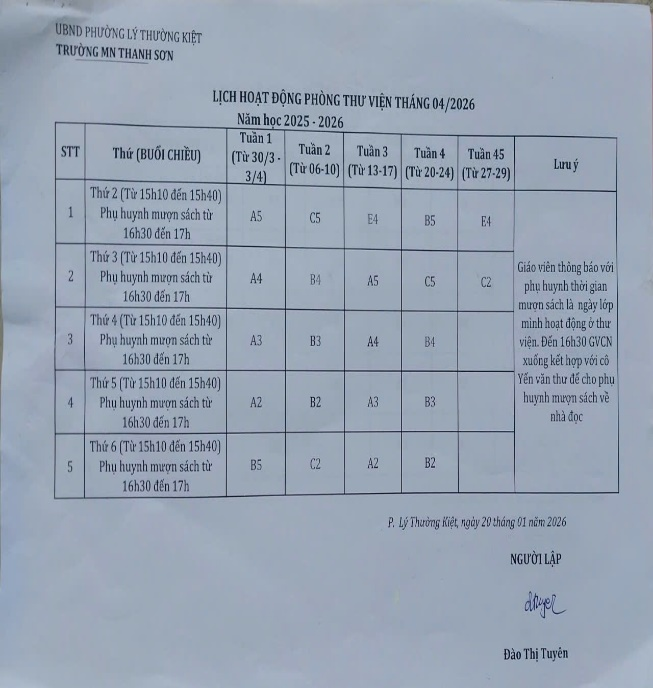 UBND PHƯỜNG LÝ THƯỜNG KIỆT
TRƯỜNG MN THANH SƠN
LỊCH HOẠT ĐỘNG PHÒNG THƯ VIỆN THÁNG 04/2026
Năm học 2025 - 2026
STT
Thứ (BUỔI CHIỀU)
Tuần 1
(Từ 30/3 -
3/4)
Tuần 2
(Từ 06-10)
Tuần 3
(Từ 13-17)
Tuần 4
(Từ 20-24)
Tuần 45
(Từ 27-29)
Lưu ý
1
Thứ 2 (Từ 15h10 đến 15h40)
Phụ huynh mượn sách từ
16h30 đến 17h
A5
C5
E4
B5
E4
2
Thứ 3 (Từ 15h10 đến 15h40)
Phụ huynh mượn sách từ
16h30 đến 17h
A4
B4
A5
C5
C2
3
Thứ 4 (Từ 15h10 đến 15h40)
Phụ huynh mượn sách từ
16h30 đến 17h
A3
B3
A4
B4
4
Thứ 5 (Từ 15h10 đến 15h40)
Phụ huynh mượn sách từ
16h30 đến 17h
A2
B2
A3
B3
5
Thứ 6 (Từ 15h10 đến 15h40)
Phụ huynh mượn sách từ
16h30 đến 17h
B5
C2
A2
B2
Giáo viên thông báo với
phụ huynh thời gian
mượn sách là ngày lớp
mình hoạt động ở thư
viện. Đến 16h30 GVCN
xuống kết hợp với cô
Yến văn thư để cho phụ
huynh mượn sách về
nhà đọc
P. Lý Thường Kiệt, ngày 20 tháng 01 năm 2026
NGƯỜI LẬP
Đào Thị Tuyên